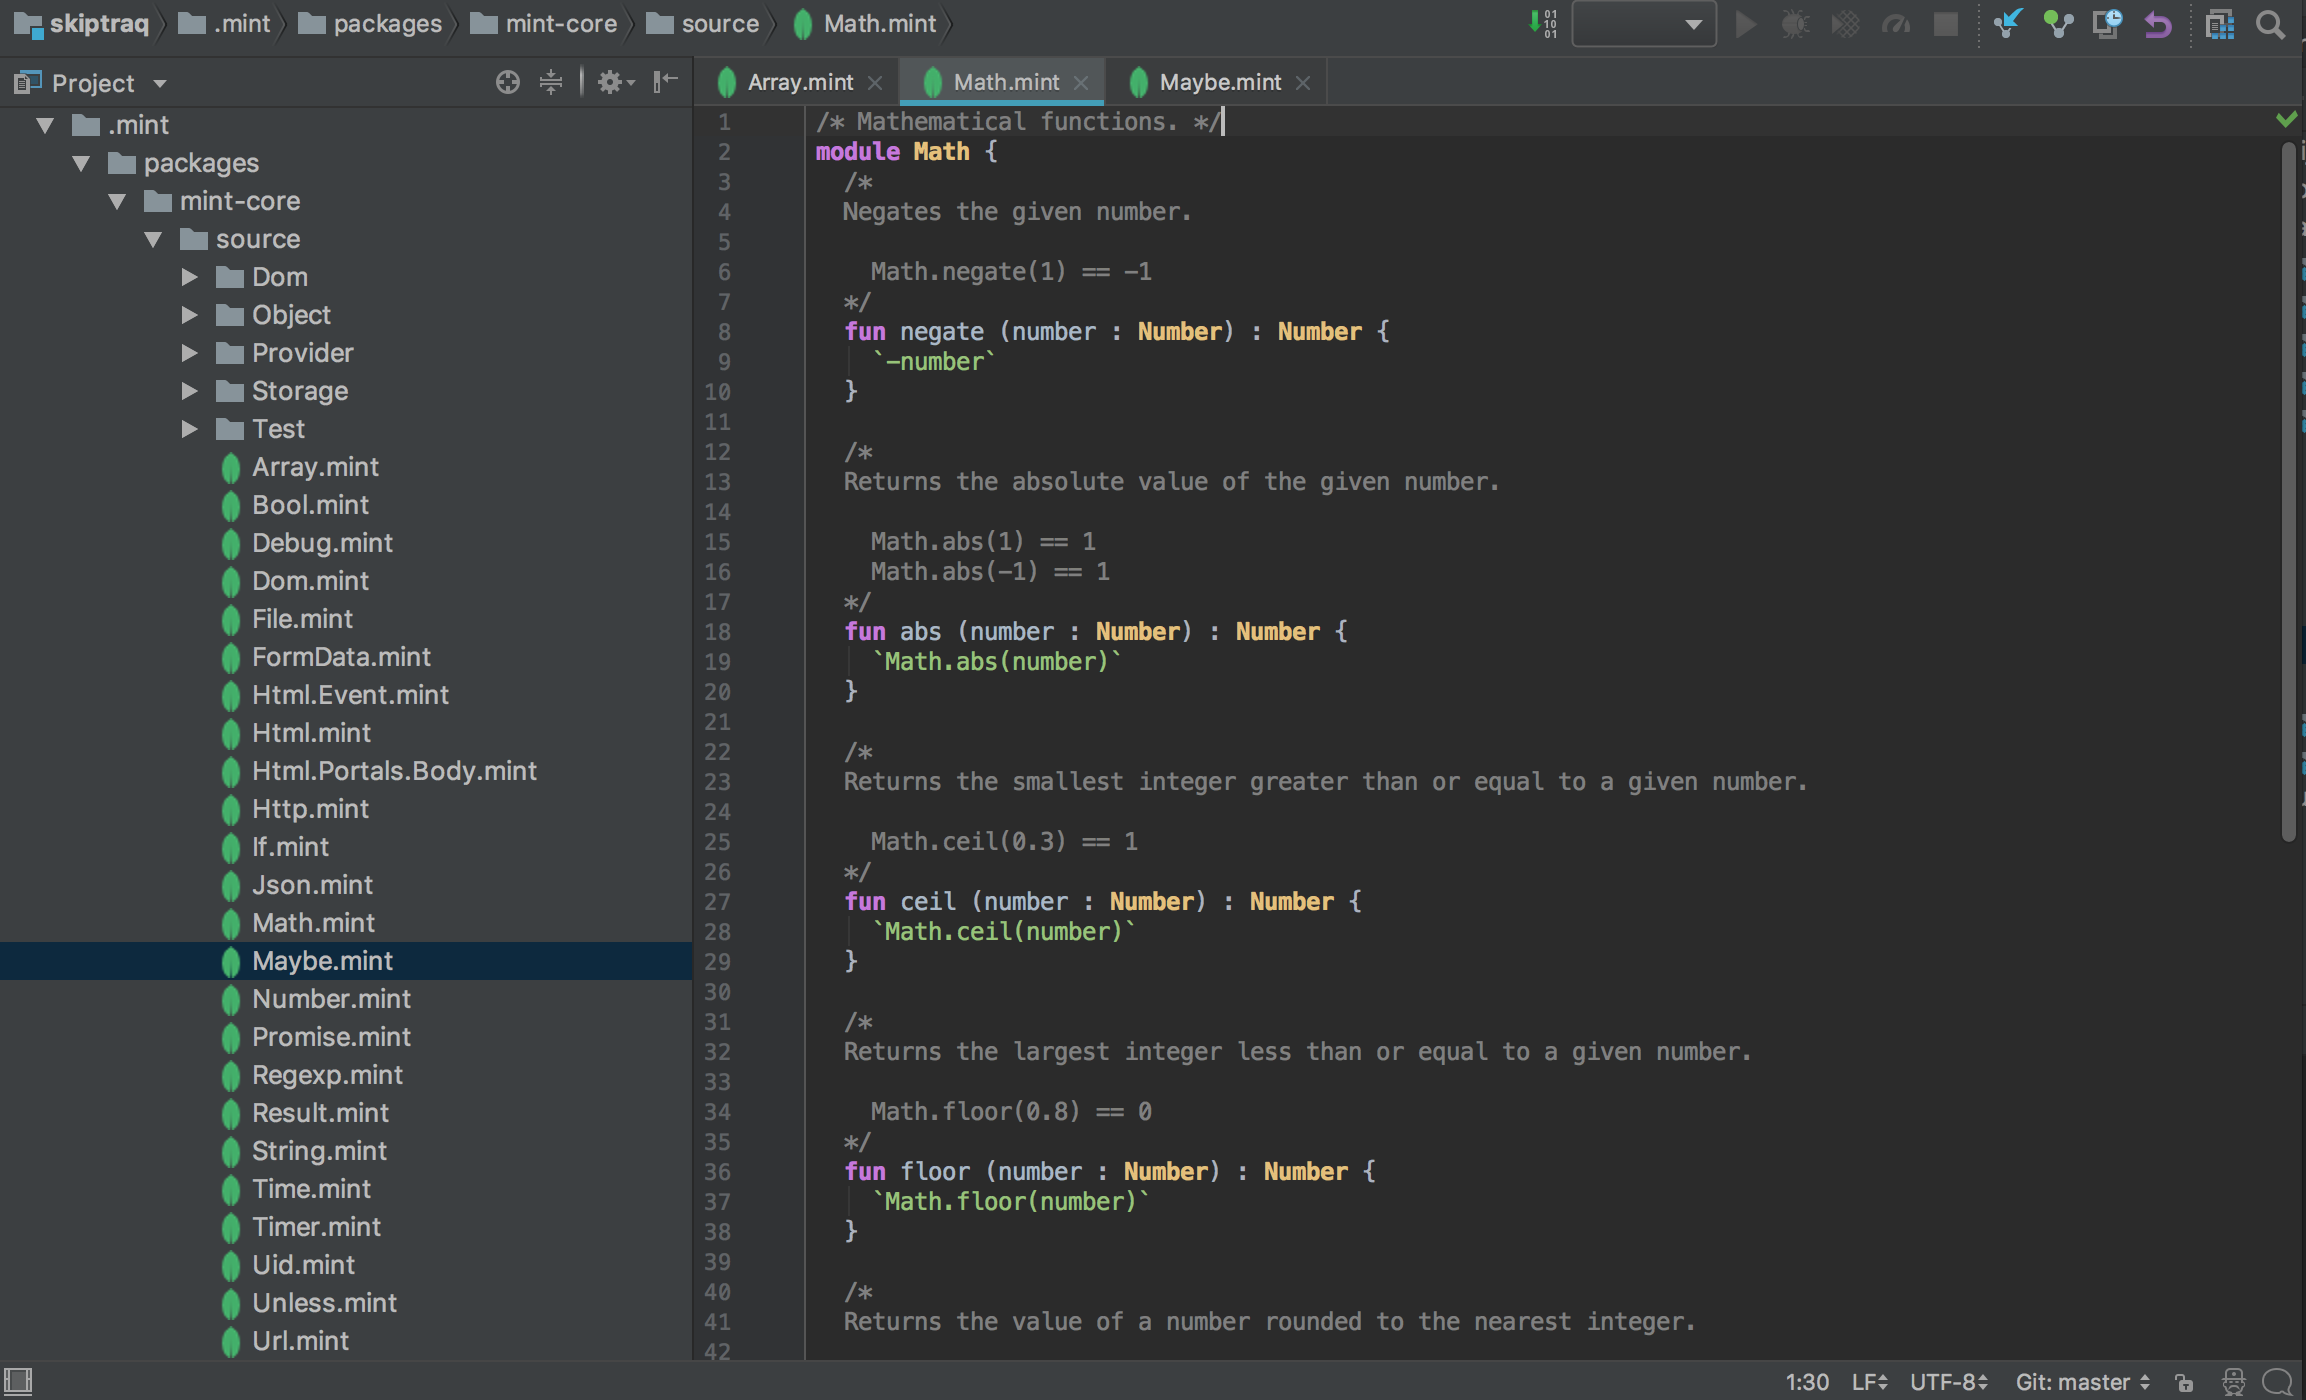 skiptraq .mint packages mint-core source Math.mint
Project
Array.mint Math.mint Maybe.mint
.mint
packages
mint-core
source
Dom
Object
Provider
Storage
Test
Array.mint
Bool.mint
Debug.mint
Dom.mint
File.mint
FormData.mint
Html.Event.mint
Html.mint
Html.Portals.Body.mint
Http.mint
If.mint
Json.mint
Math.mint
Maybe.mint
Number.mint
Promise.mint
Regexp.mint
Result.mint
String.mint
Time.mint
Timer.mint
Uid.mint
Unless.mint
Url.mint
1 /* Mathematical functions. */
2 module Math {
3 /*
4 Negates the given number.
5
6 Math.negate(1) == -1
7 */
8 fun negate (number : Number) : Number {
9 `-number`
10 }
11
12 /*
13 Returns the absolute value of the given number.
14
15 Math.abs(1) == 1
16 Math.abs(-1) == 1
17 */
18 fun abs (number : Number) : Number {
19 `Math.abs(number)`
20 }
21
22 /*
23 Returns the smallest integer greater than or equal to a given number.
24
25 Math.ceil(0.3) == 1
26 */
27 fun ceil (number : Number) : Number {
28 `Math.ceil(number)`
29 }
30
31 /*
32 Returns the largest integer less than or equal to a given number.
33
34 Math.floor(0.8) == 0
35 */
36 fun floor (number : Number) : Number {
37 `Math.floor(number)`
38 }
39
40 /*
41 Returns the value of a number rounded to the nearest integer.
42
1:30 LF UTF-8 Git: master